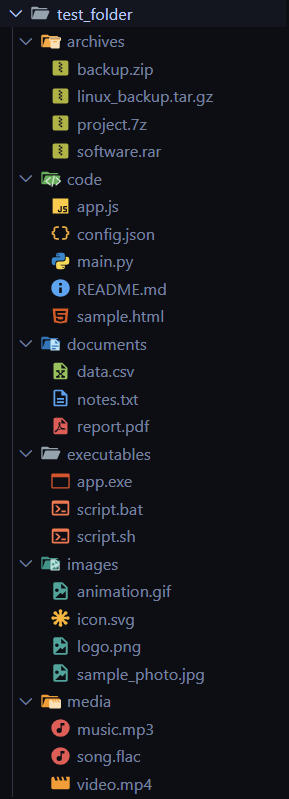 test_folder
archives
backup.zip
linux_backup.tar.gz
project.7z
software.rar
code
JS app.js
{} config.json
main.py
README.md
sample.html
documents
data.csv
notes.txt
report.pdf
executables
app.exe
script.bat
script.sh
images
animation.gif
icon.svg
logo.png
sample_photo.jpg
media
music.mp3
song.flac
video.mp4